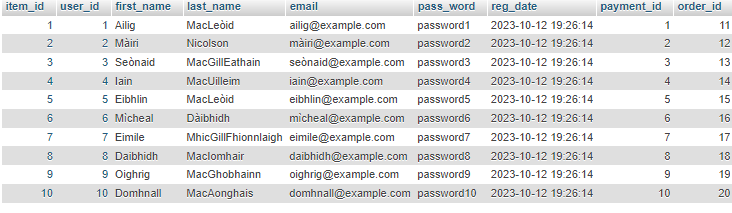 item_id user_id first_name last_name email pass_word reg_date payment_id order_id
1 1 Ailig MacLeòid ailig@example.com password1 2023-10-12 19:26:14 1 11
2 2 Màiri Nicolson màiri@example.com password2 2023-10-12 19:26:14 2 12
3 3 Seònaid MacGillEathain seònaid@example.com password3 2023-10-12 19:26:14 3 13
4 4 Iain MacUilleim iain@example.com password4 2023-10-12 19:26:14 4 14
5 5 Eibhlin MacLeòid eibhlin@example.com password5 2023-10-12 19:26:14 5 15
6 6 Mìcheal Dàibhidh mìcheal@example.com password6 2023-10-12 19:26:14 6 16
7 7 Eimile MhicGillFhionnlaigh eimile@example.com password7 2023-10-12 19:26:14 7 17
8 8 Daibhidh MacIomhair daibhidh@example.com password8 2023-10-12 19:26:14 8 18
9 9 Oighrig MacGhobhainn oighrig@example.com password9 2023-10-12 19:26:14 9 19
10 10 Domhnall MacAonghais domhnall@example.com password10 2023-10-12 19:26:14 10 20